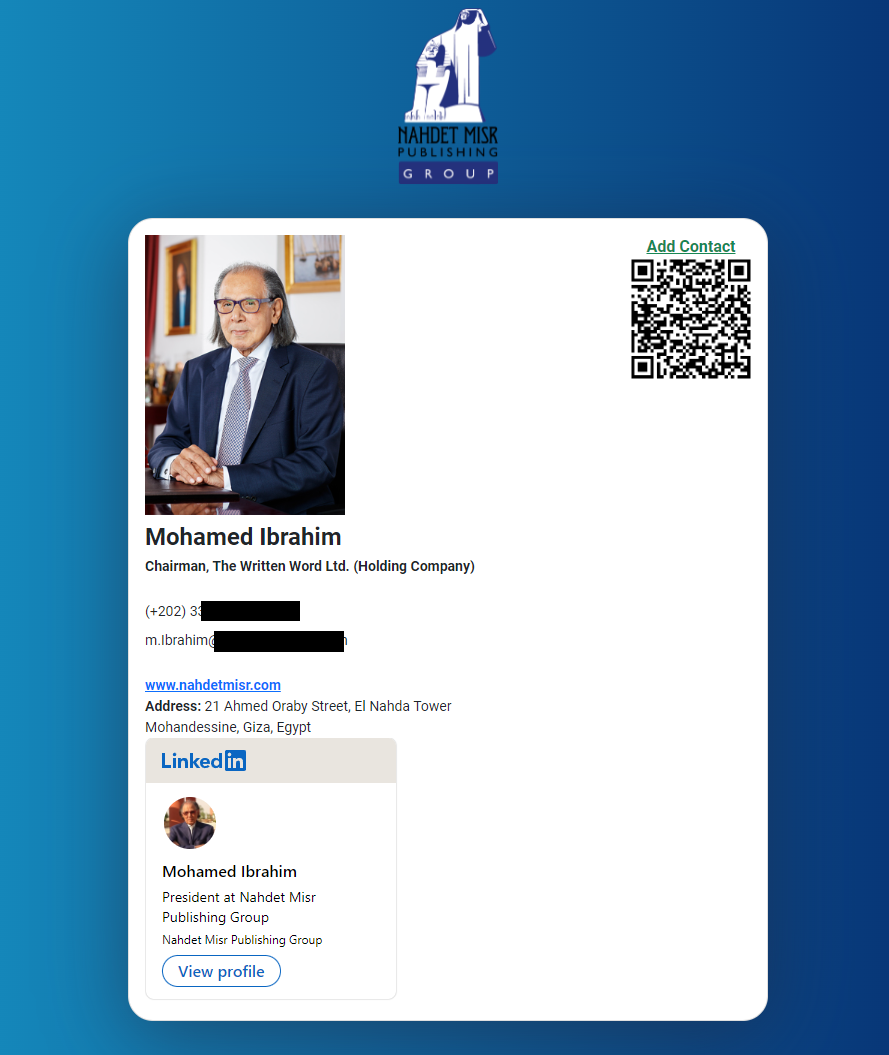 NAHDET MISR
PUBLISHING
GROUP
Add Contact
Mohamed Ibrahim
Chairman, The Written Word Ltd. (Holding Company)
(+202) 33
m.Ibrahim@
www.nahdetmisr.com
Address: 21 Ahmed Oraby Street, El Nahda Tower
Mohandessine, Giza, Egypt
Linkedin
Mohamed Ibrahim
President at Nahdet Misr
Publishing Group
Nahdet Misr Publishing Group
View profile